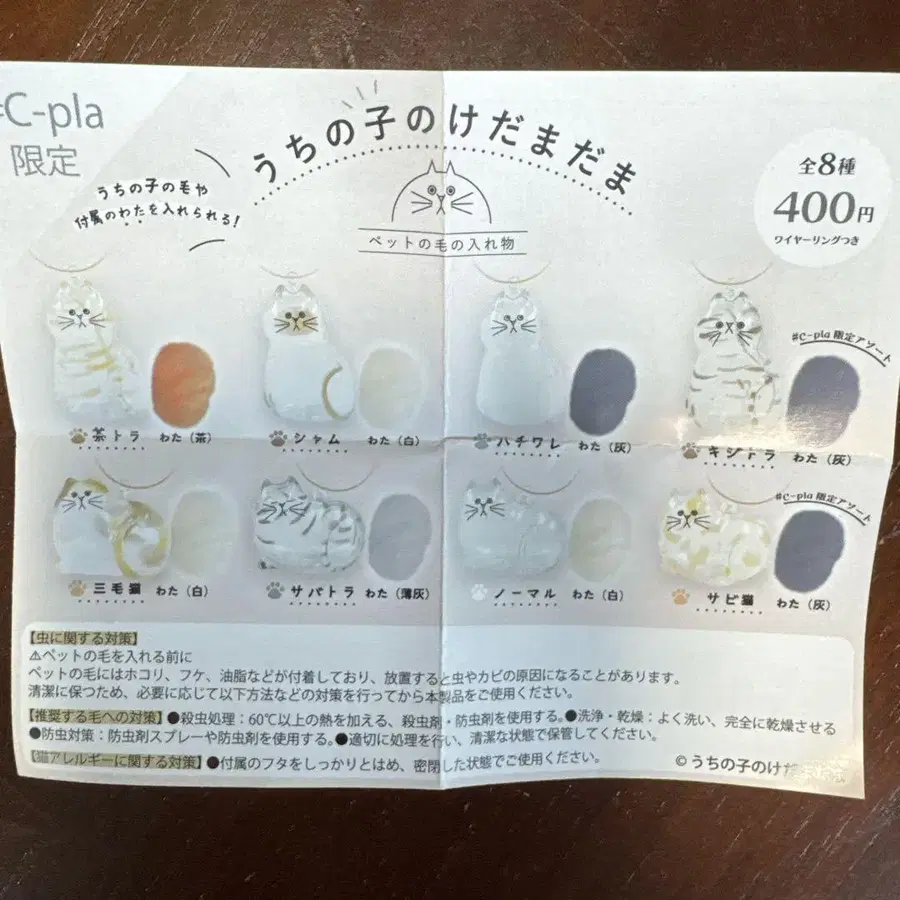 #C-pla
限定
うちの子のけだまだま
うちの子の毛や
付属のわたを入れられる!
ペットの毛の入れ物
全8種
400円
ワイヤーリングつき
茶トラ わた（茶）
シャム わた（白）
ハチワレ わた（灰）
#C-pla 限定アソート
キジトラ わた（灰）
三毛猫 わた（白）
サバトラ わた（薄灰）
ノーマル わた（白）
#C-pla 限定アソート
サビ猫 わた（灰）
【虫に関する対策】
⚠ペットの毛を入れる前に
ペットの毛にはホコリ、フケ、油脂などが付着しており、放置すると虫やカビの原因になることがあります。
清潔に保つため、必要に応じて以下方法などの対策を行ってから本製品をご使用ください。
【推奨する毛への対策】●殺虫処理：60℃以上の熱を加える、殺虫剤・防虫剤を使用する。●洗浄・乾燥：よく洗い、完全に乾燥させる
●防虫対策：防虫剤スプレーや防虫剤を使用する。●適切に処理を行い、清潔な状態で保管してください。
【猫アレルギーに関する対策】●付属のフタをしっかりとはめ、密閉した状態でご使用ください。
©うちの子のけだまだま